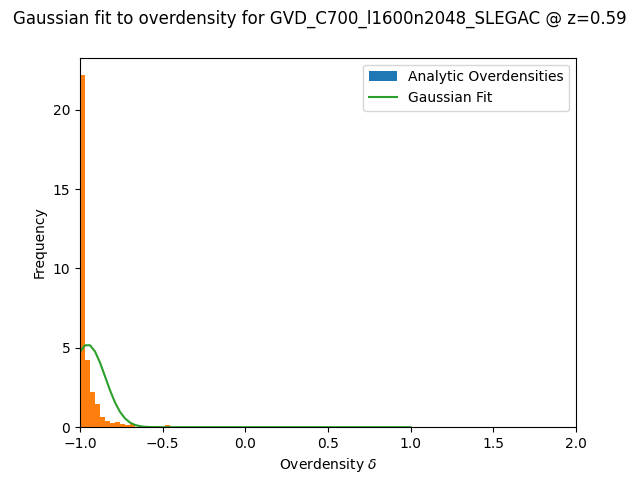 Gaussian fit to overdensity for GVD_C700_l1600n2048_SLEGAC @ z=0.59
Analytic Overdensities
Gaussian Fit
Frequency
20
15
10
5
0
−1.0 −0.5 0.0 0.5 1.0 1.5 2.0
Overdensity δ